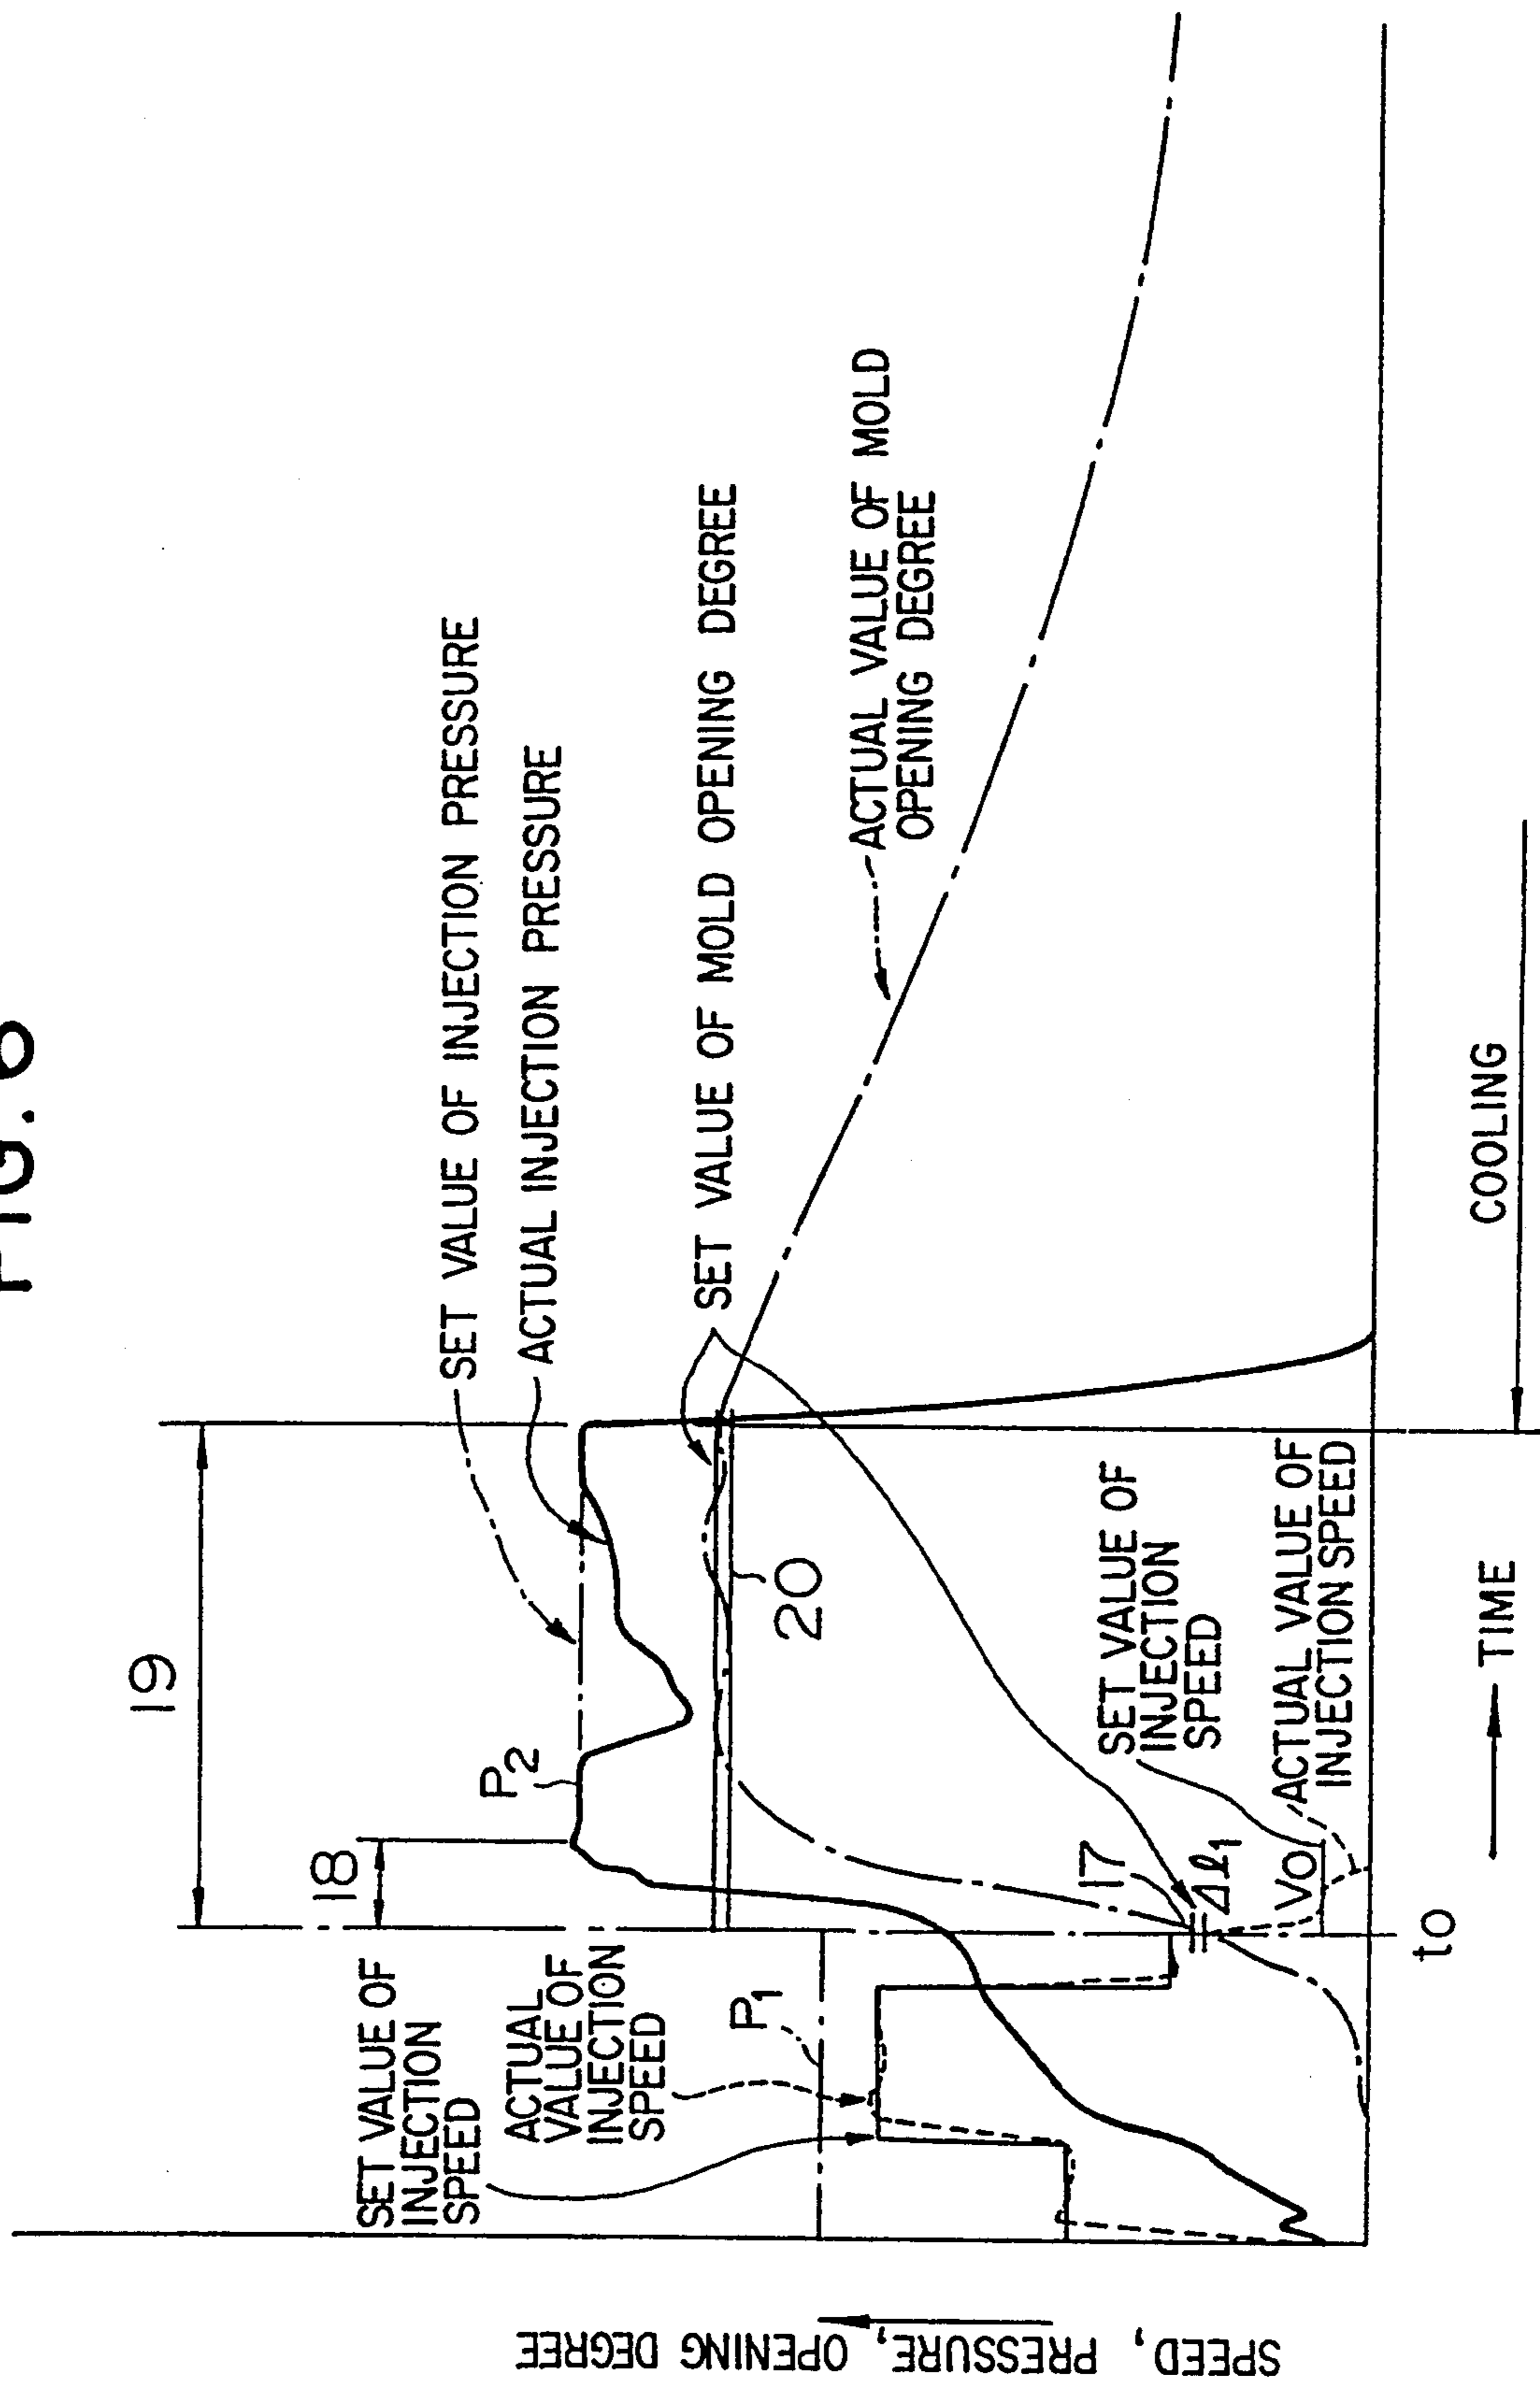 19
18
P2
SET VALUE OF INJECTION PRESSURE
ACTUAL INJECTION PRESSURE
SET VALUE OF MOLD OPENING DEGREE
ACTUAL VALUE OF MOLD
OPENING DEGREE
SET VALUE OF
INJECTION
SPEED
ACTUAL
VALUE OF
INJECTION
SPEED
P1
20
17
Δℓ1
SET VALUE OF
INJECTION
SPEED
Vo
ACTUAL VALUE OF
INJECTION SPEED
to
TIME
COOLING
SPEED, PRESSURE, OPENING DEGREE